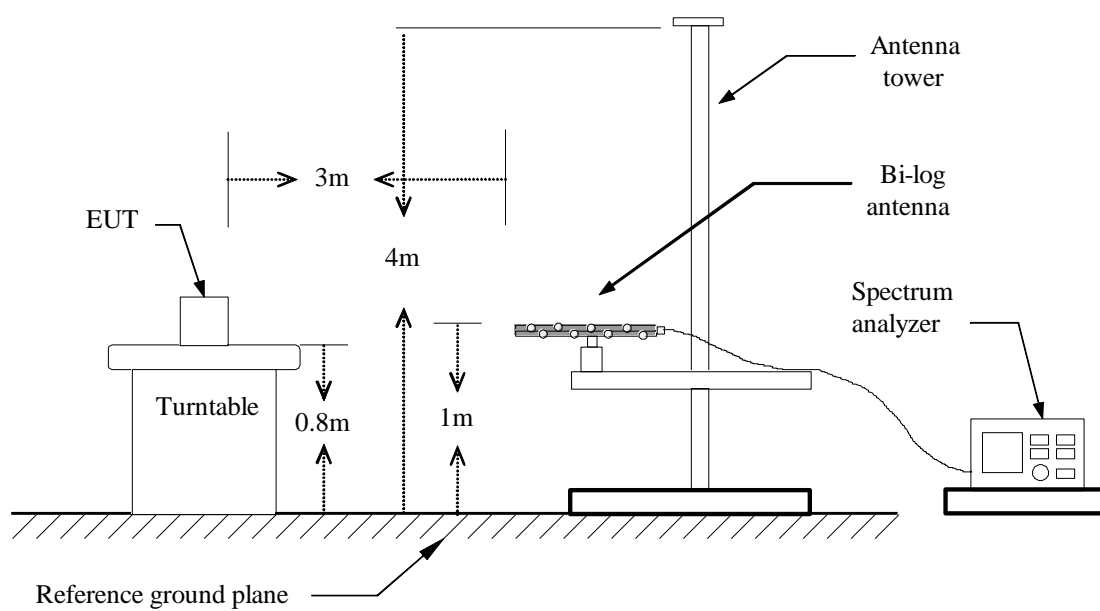 Antenna
tower
3m
Bi-log
antenna
EUT
4m
Spectrum
analyzer
Turntable
0.8m
1m
Reference ground plane